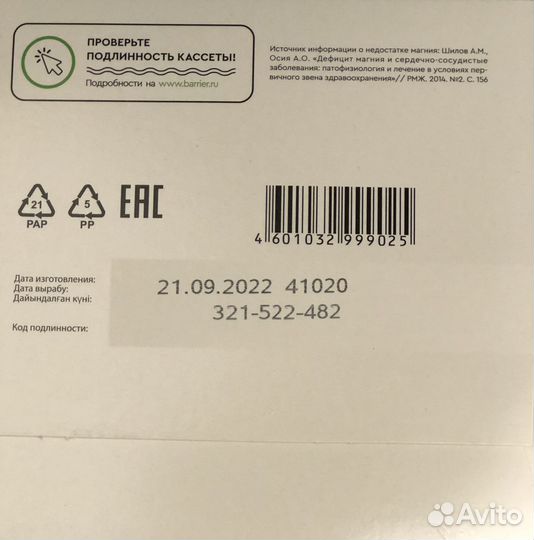 ПРОВЕРЬТЕ
ПОДЛИННОСТЬ КАССЕТЫ!
Подробности на www.barrier.ru
Источник информации о недостатке магния: Шилов А.М.,
Осия А.О. «Дефицит магния и сердечно-сосудистые
заболевания: патофизиология и лечение в условиях пер-
вичного звена здравоохранения»// РМЖ. 2014. №2. С. 156
21
PAP
5
PP
EAC
4 601032 999025
Дата изготовления:
Дата вырабу:
Дайындалған күні:
21.09.2022 41020
321-522-482
Код подлинности:
Avito